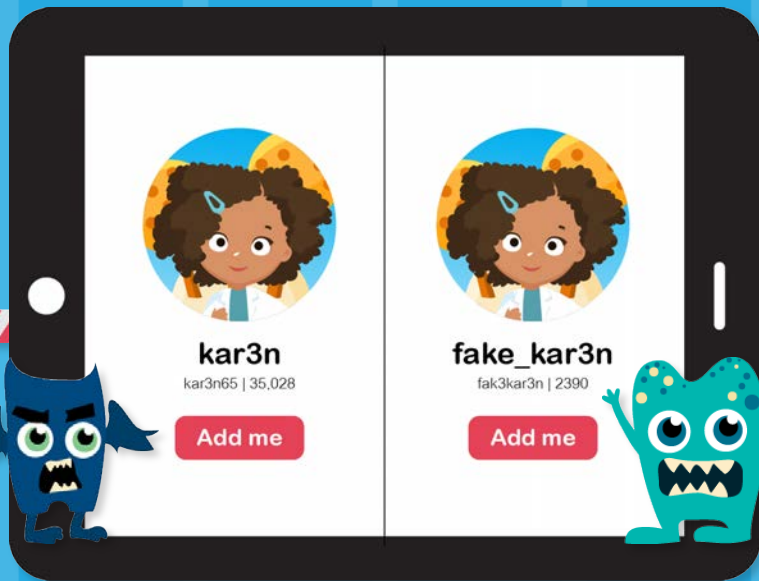 kar3n
kar3n65 | 35,028
Add me
fake_kar3n
fak3kar3n | 2390
Add me